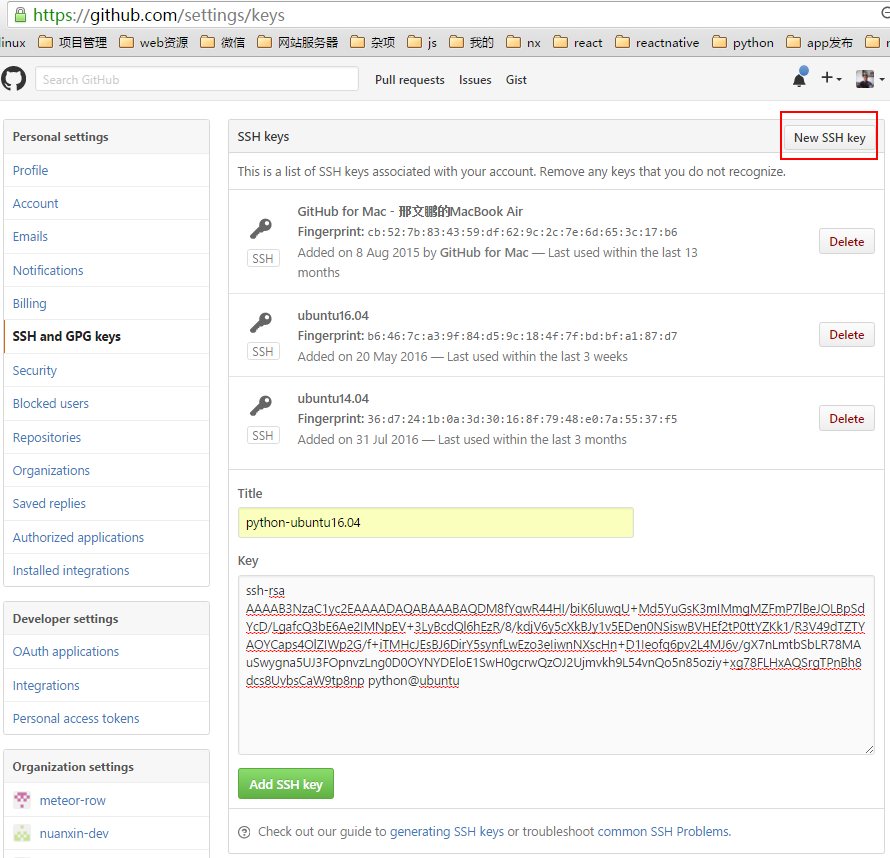 https://github.com/settings/keys
inux 项目管理 web资源 微信 网站服务器 杂项 js 我的 nx react reactnative python app发布
Search GitHub Pull requests Issues Gist
Personal settings
Profile
Account
Emails
Notifications
Billing
SSH and GPG keys
Security
Blocked users
Repositories
Organizations
Saved replies
Authorized applications
Installed integrations
Developer settings
OAuth applications
Integrations
Personal access tokens
Organization settings
meteor-row
nuanxin-dev
SSH keys
New SSH key
This is a list of SSH keys associated with your account. Remove any keys that you do not recognize.
GitHub for Mac - 邢文鹏的MacBook Air
Fingerprint: cb:52:7b:83:43:59:df:62:9c:2c:7e:6d:65:3c:17:b6
SSH
Added on 8 Aug 2015 by GitHub for Mac — Last used within the last 13
months
Delete
ubuntu16.04
Fingerprint: b6:46:7c:a3:9f:84:d5:9c:18:4f:7f:bd:bf:a1:87:d7
SSH
Added on 20 May 2016 — Last used within the last 3 weeks
Delete
ubuntu14.04
Fingerprint: 36:d7:24:1b:0a:3d:30:16:8f:79:48:e0:7a:55:37:f5
SSH
Added on 31 Jul 2016 — Last used within the last 3 months
Delete
Title
python-ubuntu16.04
Key
ssh-rsa
AAAAB3NzaC1yc2EAAAADAQABAAABAQDM8fYqwR44HI/biK6luwqU+Md5YuGsK3mIMmgMZFmP7lBeJOLBpSd
YcD/LgafcQ3bE6Ae2IMNpEV+3LyBcdQl6hEzR/8/kdjV6y5cXkBJy1v5EDen0NSiswBVHEf2tP0ttYZKk1/R3V49dTZTY
AOYCaps4OlZIWp2G/f+iTMHcJEsBJ6DirY5synfLwEzo3eIiwnNXscHn+D1Ieofq6pv2L4MJ6v/gX7nLmtbSbLR78MA
uSwygna5UJ3FOpnvzLng0D0OYNYDEloE1SwH0gcrwQzOJ2Ujmvkh9L54vnQo5n85oziy+xg78FLHxAQSrgTPnBh8
dcs8UvbsCaW9tp8np python@ubuntu
Add SSH key
Check out our guide to generating SSH keys or troubleshoot common SSH Problems.